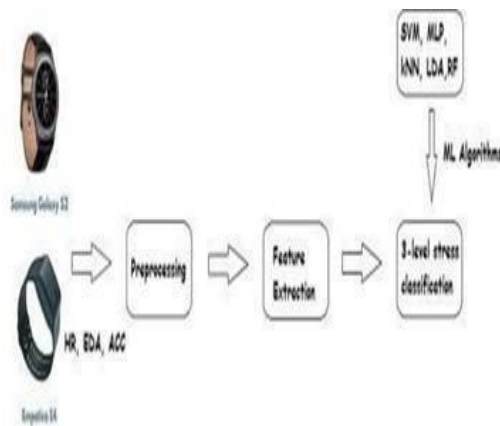 SVM, MLP,
kNN, LDA,RF
ML Algorithms
Samsung Galaxy S2
Preprocessing
Feature
Extraction
3-level stress
classification
HR, EDA, ACC
Empatica E4